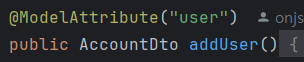 @ModelAttribute("user") onjs
public AccountDto addUser() {